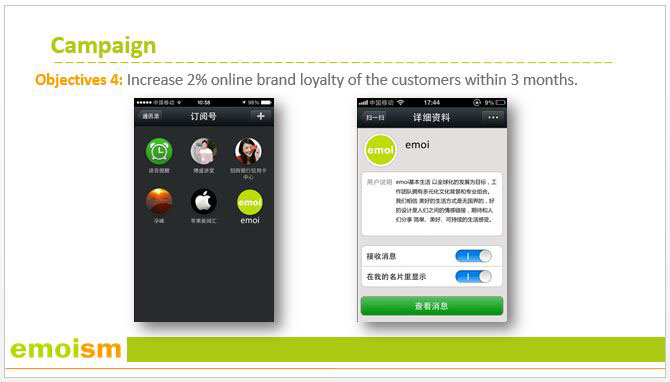 Campaign
Objectives 4: Increase 2% online brand loyalty of the customers within 3 months.
中国移动 10:58 98%
通讯录 订阅号 +
语音提醒 博盛讲堂 招商银行信用卡
中心
孕峰 苹果新闻汇 emoi
emoi
中国移动 17:44 9%
扫一扫 详细资料 •••
emoi emoi
用户说明 emoi基本生活 以全球化的发展为目标，工
作团队拥有多元化文化背景和专业组合。
我们相信 美好的生活方式是无国界的，好
的设计是人们之间的情感链接，期待和人
们分享 简单、美好、可持续的生活感受。
接收消息
在我的名片里显示
查看消息
emoism